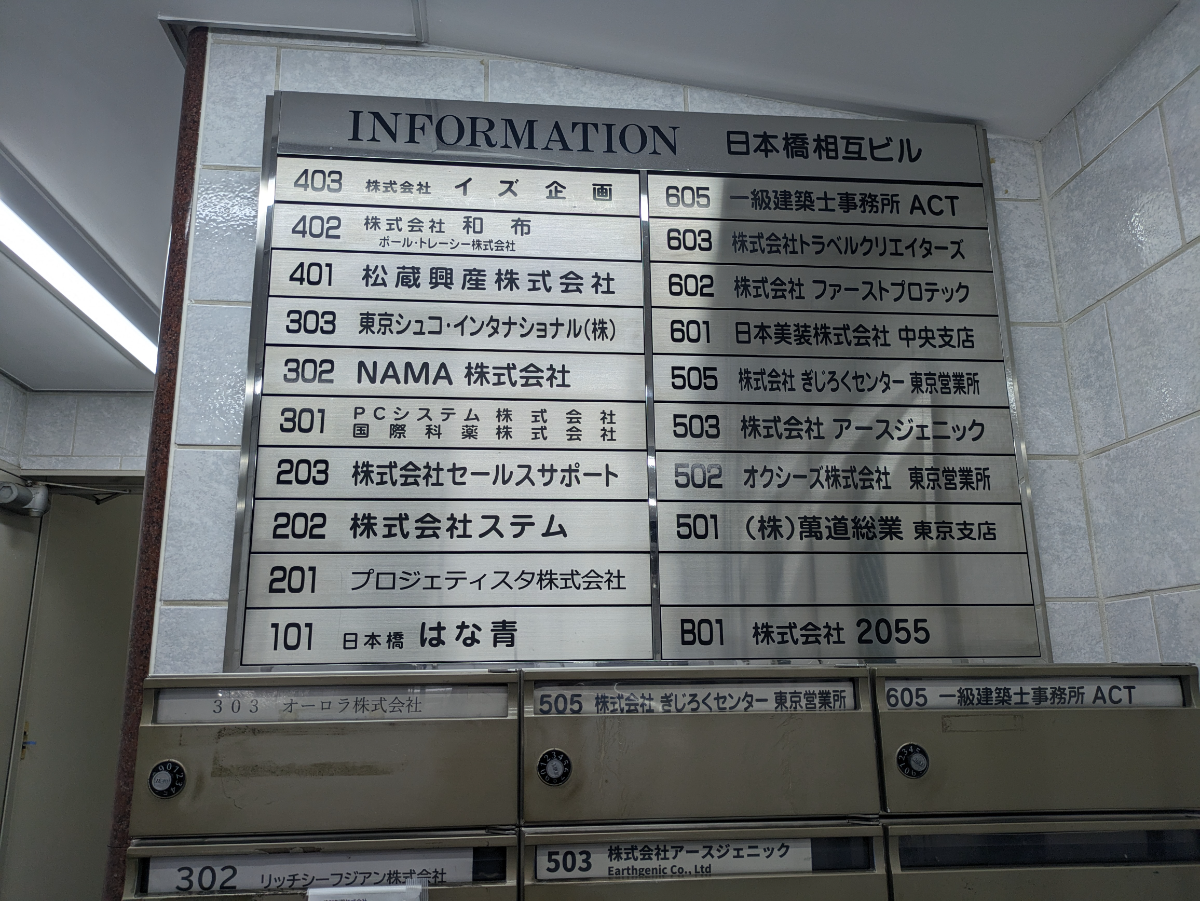 INFORMATION 日本橋相互ビル
403 株式会社 イズ企画
402 株式会社 和布
ポール・トレーシー株式会社
401 松蔵興産株式会社
303 東京シュコ・インタナショナル(株)
302 NAMA 株式会社
301 PCシステム株式会社
国際科薬株式会社
203 株式会社セールスサポート
202 株式会社ステム
201 プロジェティスタ株式会社
101 日本橋 はな青
605 一級建築士事務所 ACT
603 株式会社トラベルクリエイターズ
602 株式会社 ファーストプロテック
601 日本美装株式会社 中央支店
505 株式会社 ぎじろくセンター 東京営業所
503 株式会社 アースジェニック
502 オクシーズ株式会社 東京営業所
501 (株)萬道総業 東京支店
B01 株式会社 2055
303 オーロラ株式会社
505 株式会社 ぎじろくセンター 東京営業所
605 一級建築士事務所 ACT
302 リッチシーフジアン株式会社
503 株式会社アースジェニック
Earthgenic Co., Ltd